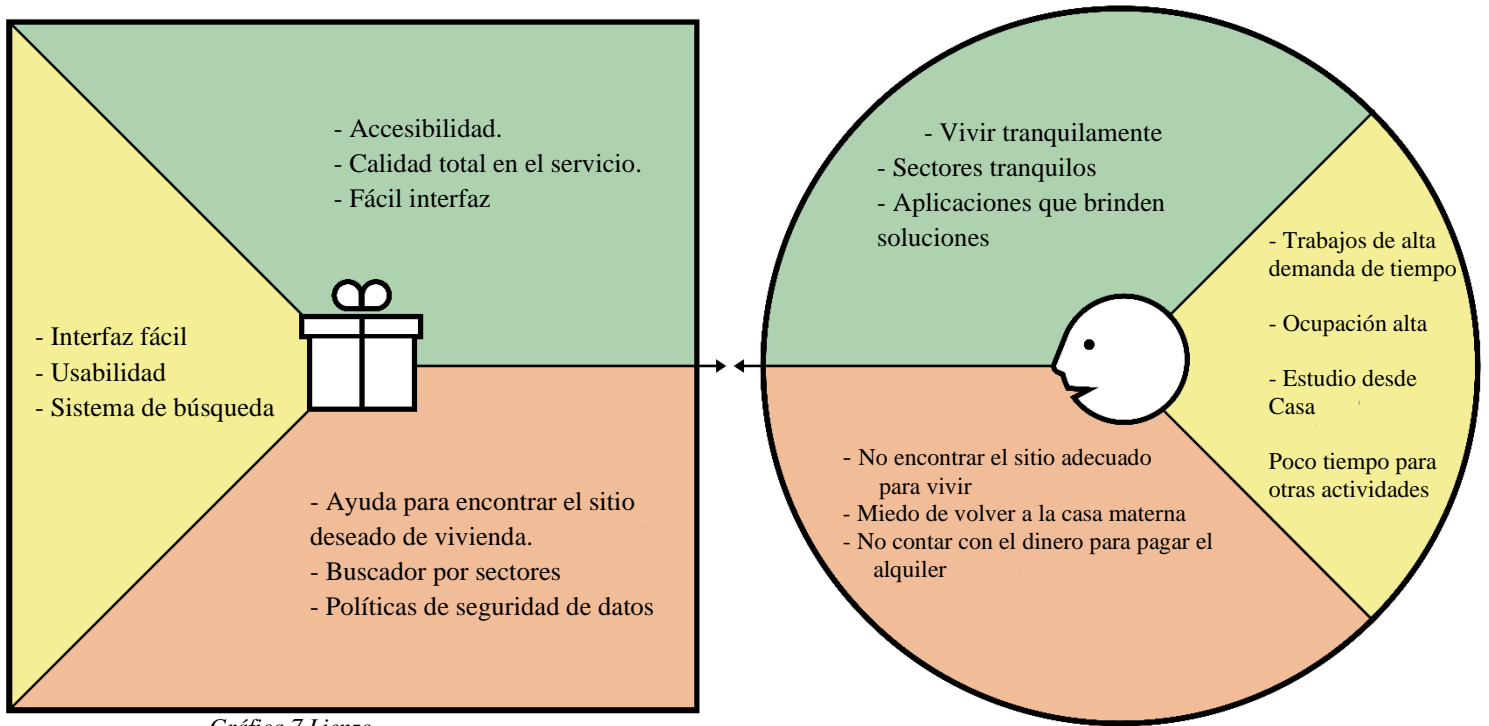 - Accesibilidad.
- Calidad total en el servicio.
- Fácil interfaz
- Interfaz fácil
- Usabilidad
- Sistema de búsqueda
- Ayuda para encontrar el sitio
deseado de vivienda.
- Buscador por sectores
- Políticas de seguridad de datos
- Vivir tranquilamente
- Sectores tranquilos
- Aplicaciones que brinden
soluciones
- Trabajos de alta
demanda de tiempo
- Ocupación alta
- Estudio desde
Casa
Poco tiempo para
otras actividades
- No encontrar el sitio adecuado
para vivir
- Miedo de volver a la casa materna
- No contar con el dinero para pagar el
alquiler
Gráfica 7 Lienzo